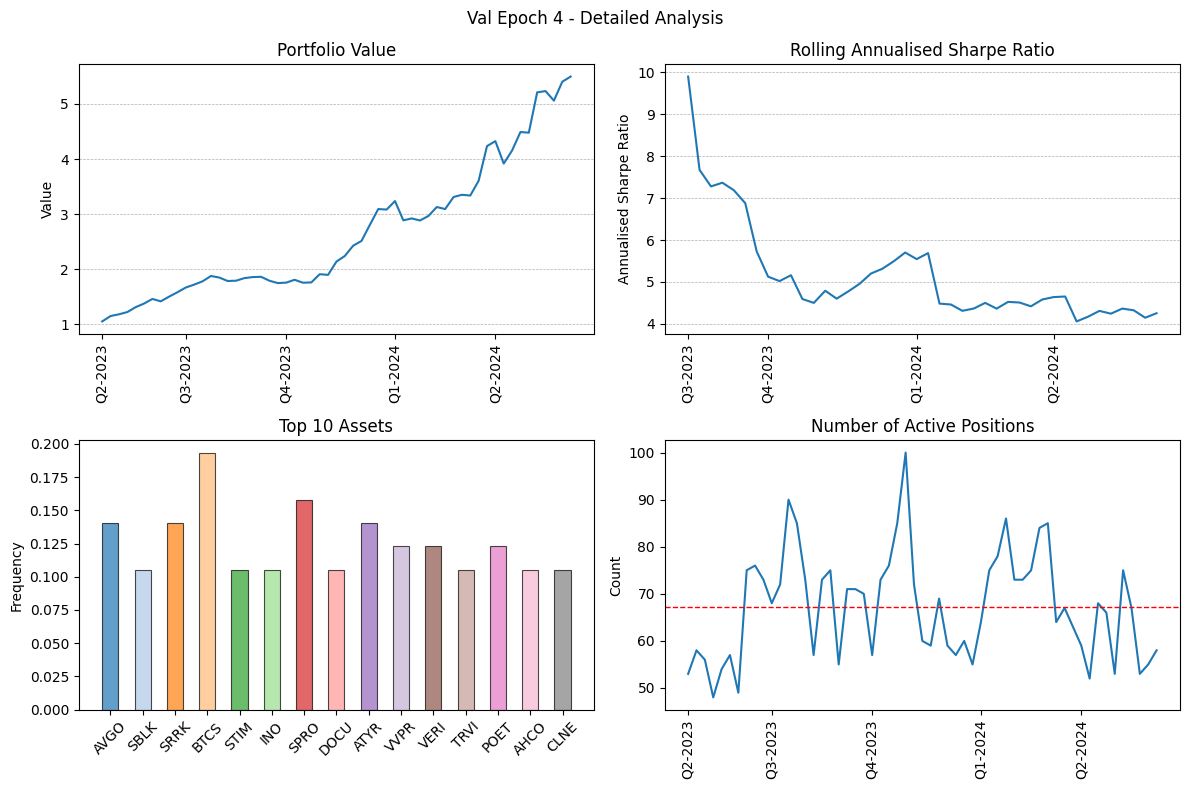 Val Epoch 4 - Detailed Analysis
Portfolio Value
Value
5
4
3
2
1
Q2-2023
Q3-2023
Q4-2023
Q1-2024
Q2-2024
Rolling Annualised Sharpe Ratio
Annualised Sharpe Ratio
10
9
8
7
6
5
4
Q3-2023
Q4-2023
Q1-2024
Q2-2024
Top 10 Assets
Frequency
0.200
0.175
0.150
0.125
0.100
0.075
0.050
0.025
0.000
AVGO
SBLK
SRRK
BTCS
STIM
INO
SPRO
DOCU
ATYR
VVPR
VERI
TRVI
POET
AHCO
CLNE
Number of Active Positions
Count
100
90
80
70
60
50
Q2-2023
Q3-2023
Q4-2023
Q1-2024
Q2-2024